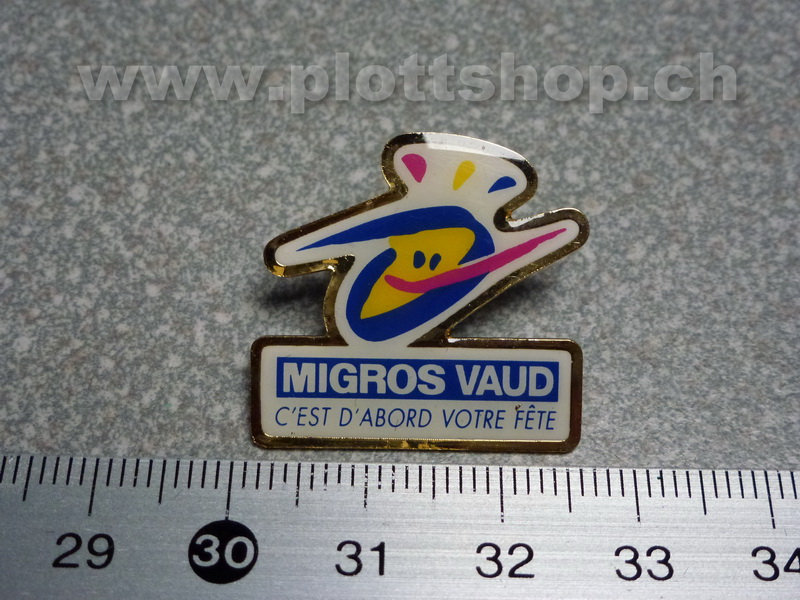 www.plottshop.ch
MIGROS VAUD
C'EST D'ABORD VOTRE FÊTE
29 30 31 32 33 34